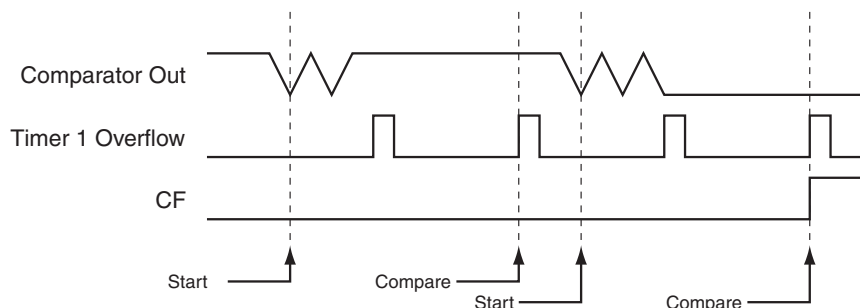 Comparator Out
Timer 1 Overflow
CF
Start
Compare
Start
Compare